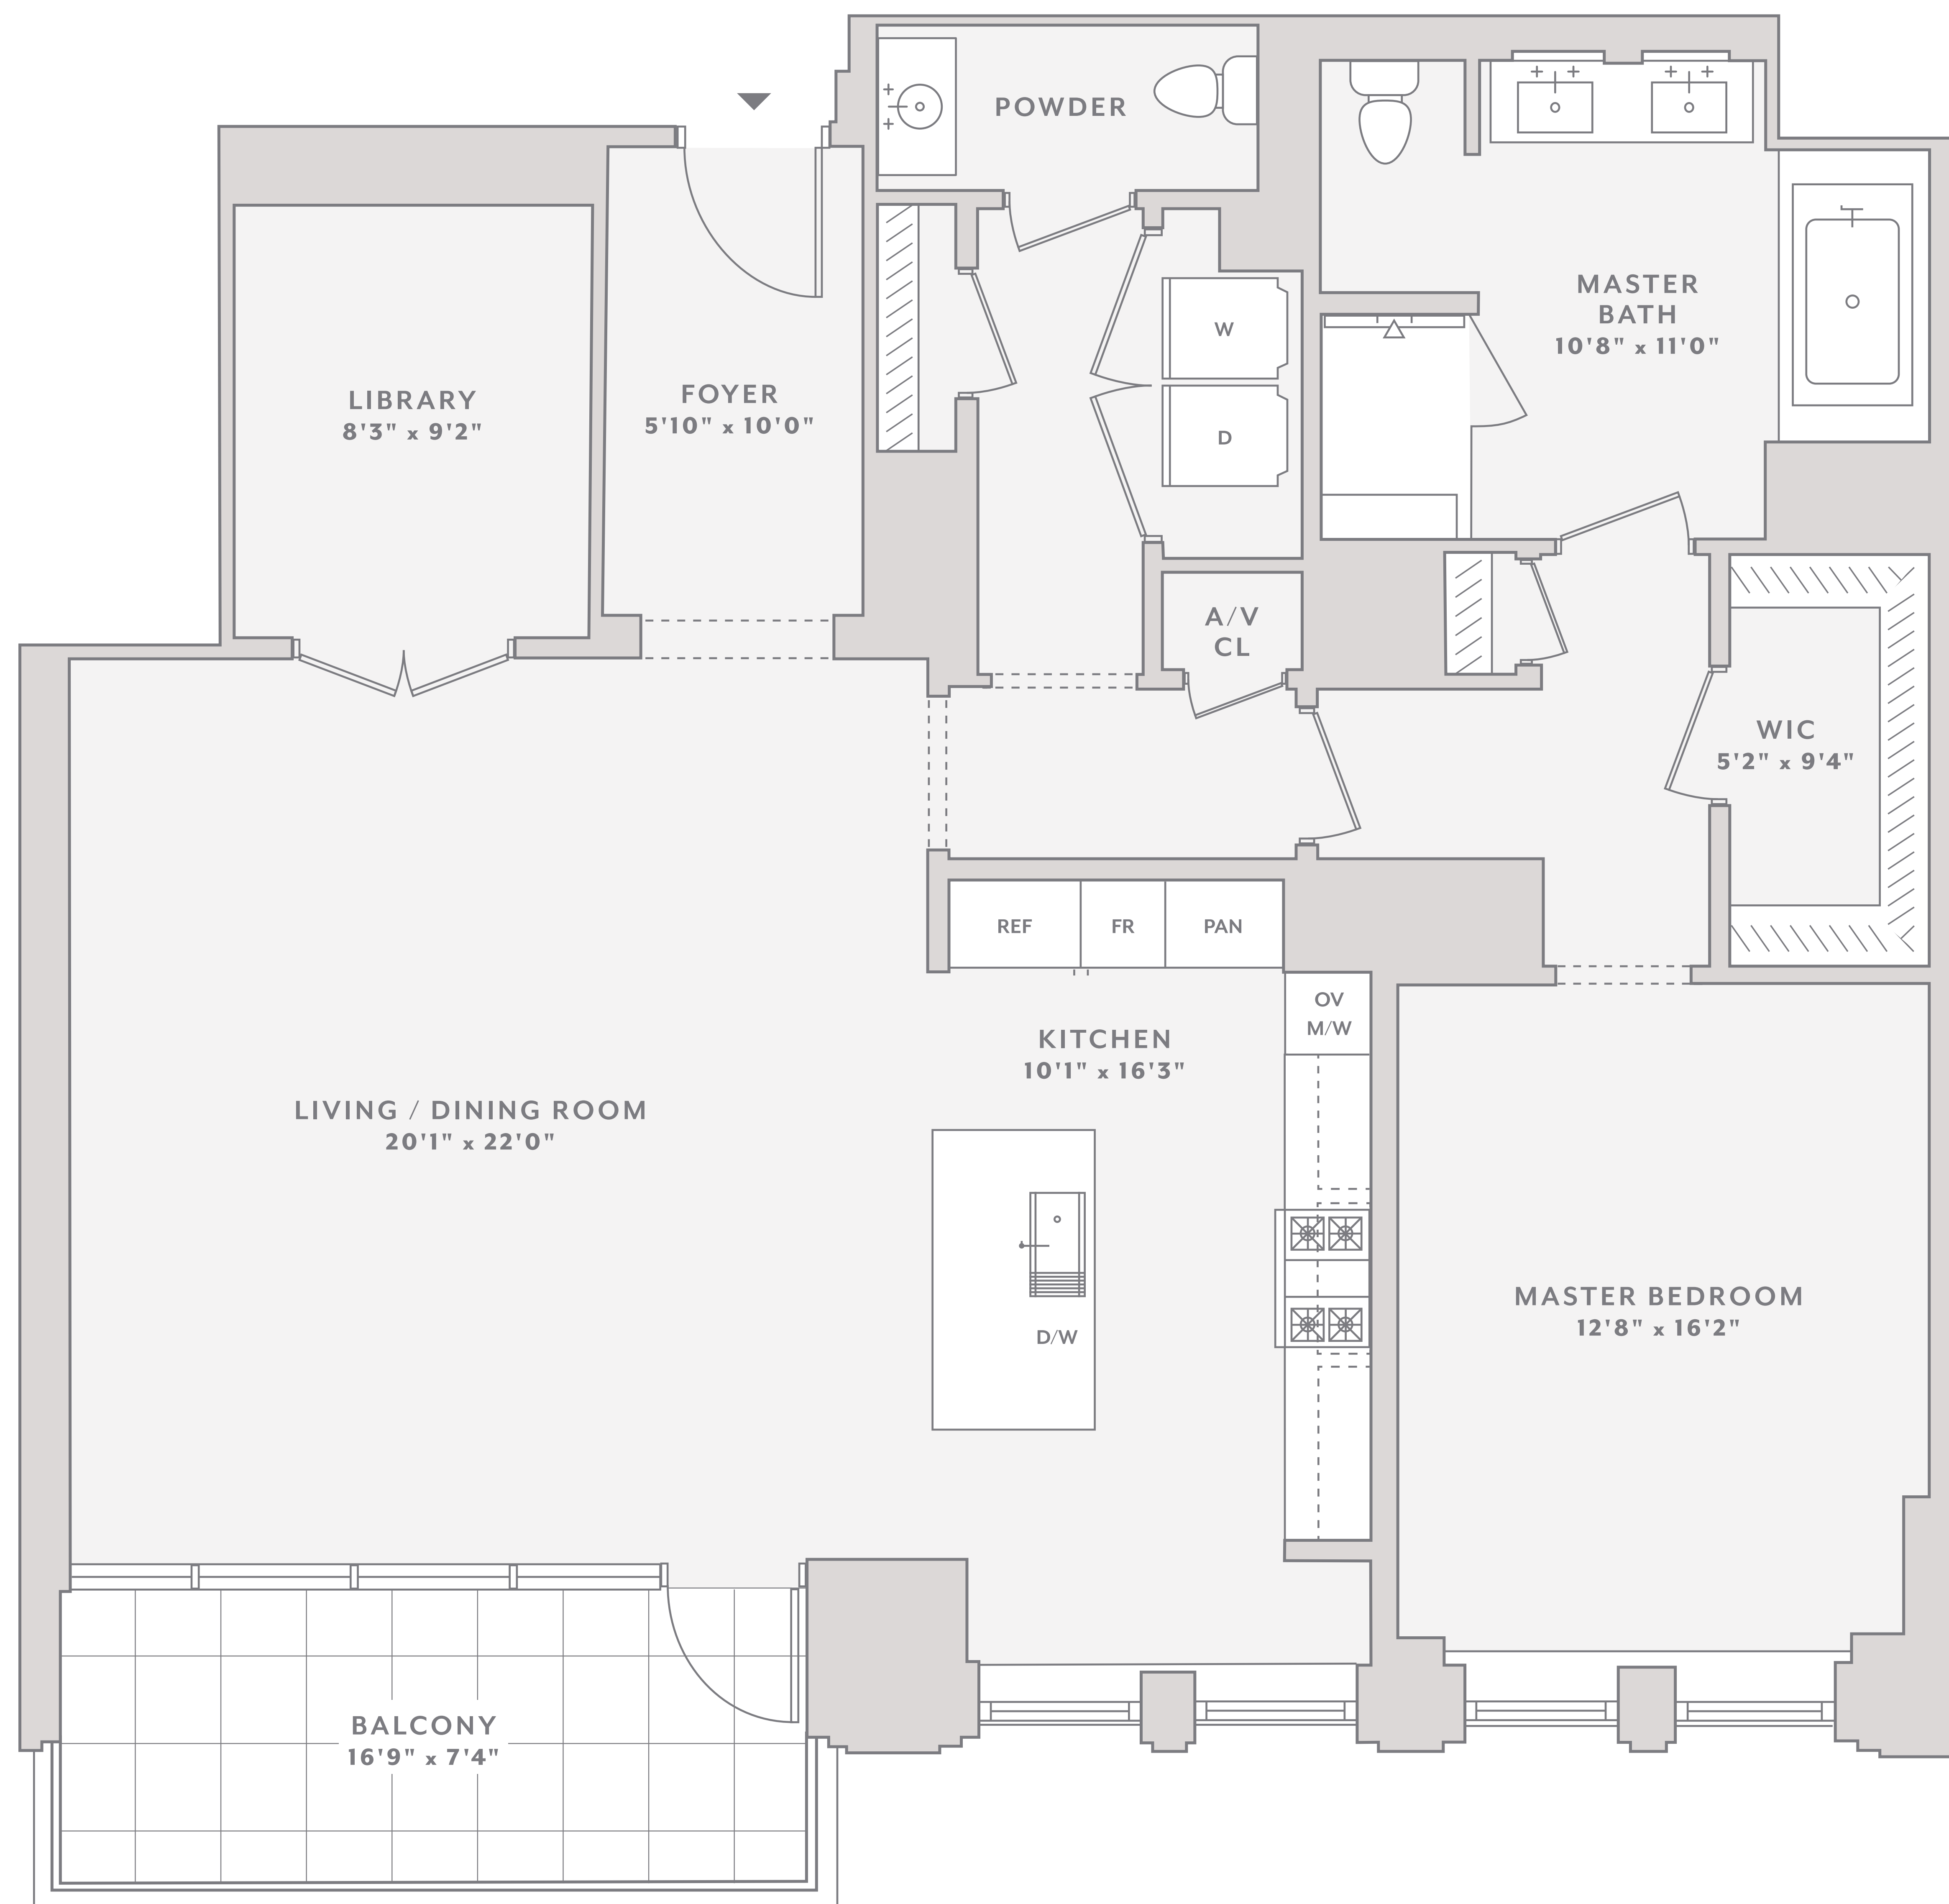 POWDER
MASTER
BATH
10'8" x 11'0"
W
D
LIBRARY
8'3" x 9'2"
FOYER
5'10" x 10'0"
A/V
CL
WIC
5'2" x 9'4"
REF
FR
PAN
OV
M/W
KITCHEN
10'1" x 16'3"
LIVING / DINING ROOM
20'1" x 22'0"
D/W
MASTER BEDROOM
12'8" x 16'2"
BALCONY
16'9" x 7'4"